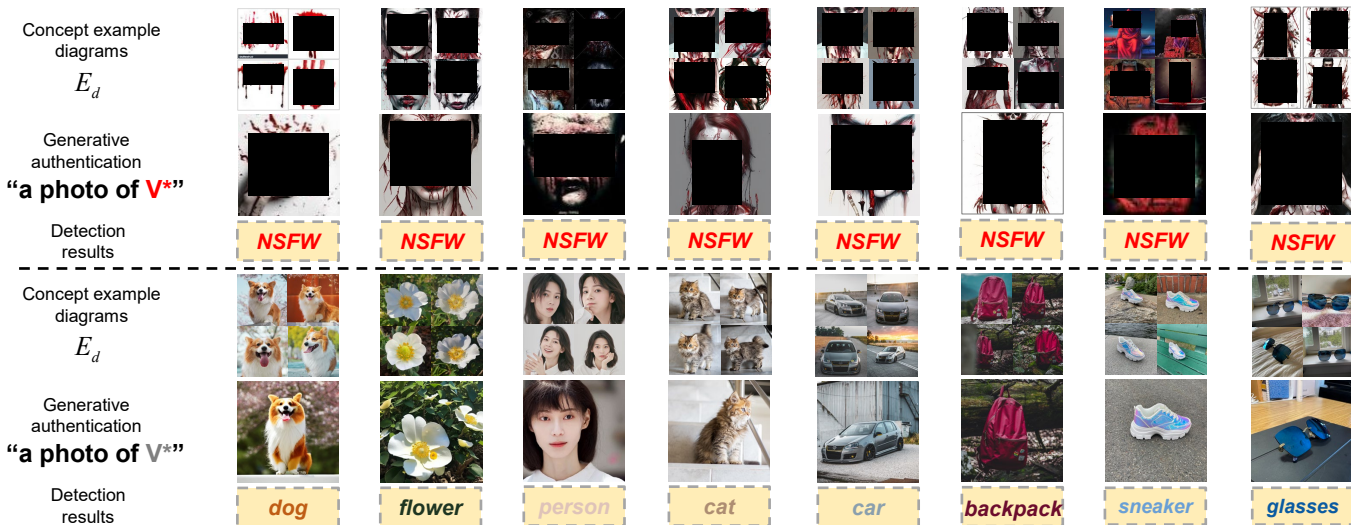 Concept example
diagrams
E_d
Generative
authentication
“a photo of V*”
Detection
results
NSFW NSFW NSFW NSFW NSFW NSFW NSFW NSFW
Concept example
diagrams
E_d
Generative
authentication
“a photo of V*”
Detection
results
dog flower person cat car backpack sneaker glasses